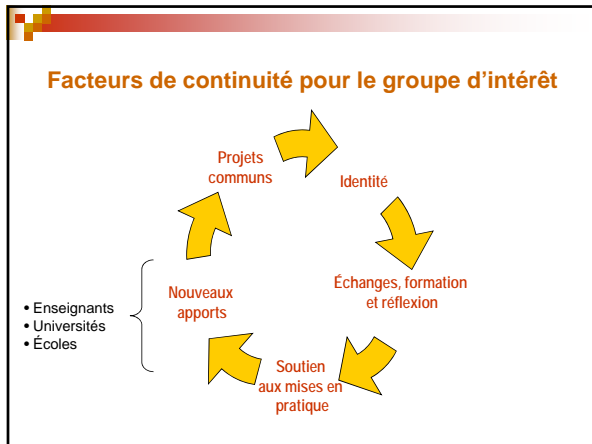 Facteurs de continuité pour le groupe d'intérêt
Projets
communs
Identité
Échanges, formation
et réflexion
Soutien
aux mises en
pratique
Nouveaux
apports
• Enseignants
• Universités
• Écoles